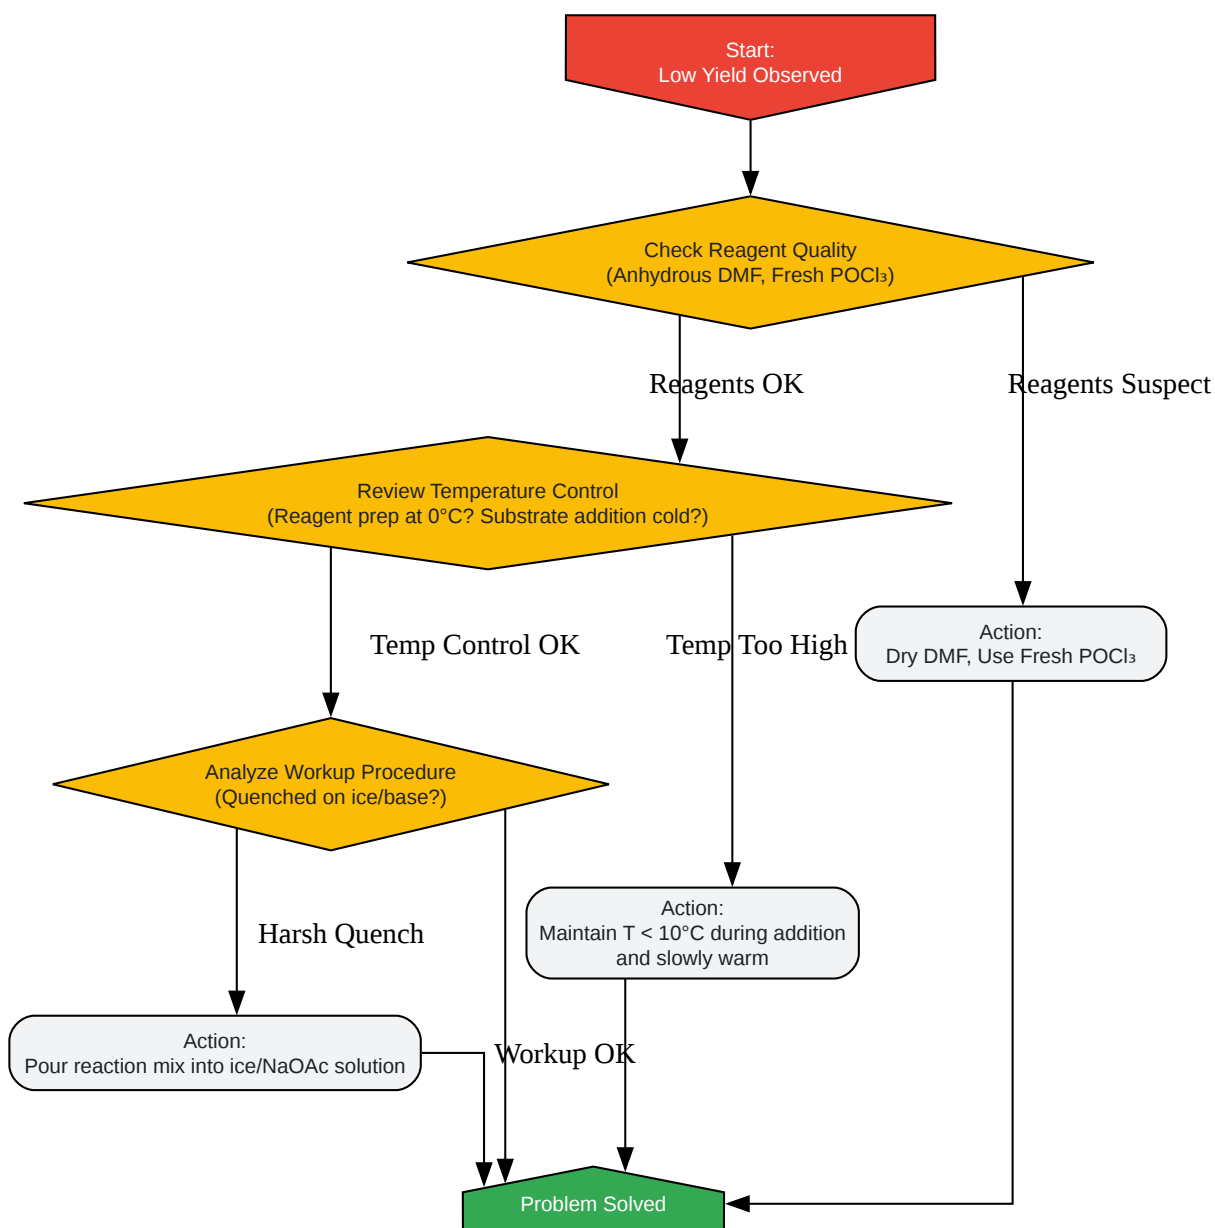 Start:
Low Yield Observed
Check Reagent Quality
(Anhydrous DMF, Fresh POCl₃)
Reagents OK
Reagents Suspect
Review Temperature Control
(Reagent prep at 0°C? Substrate addition cold?)
Temp Control OK
Temp Too High
Action:
Dry DMF, Use Fresh POCl₃
Analyze Workup Procedure
(Quenched on ice/base?)
Harsh Quench
Action:
Maintain T < 10°C during addition
and slowly warm
Action:
Pour reaction mix into ice/NaOAc solution
Workup OK
Problem Solved